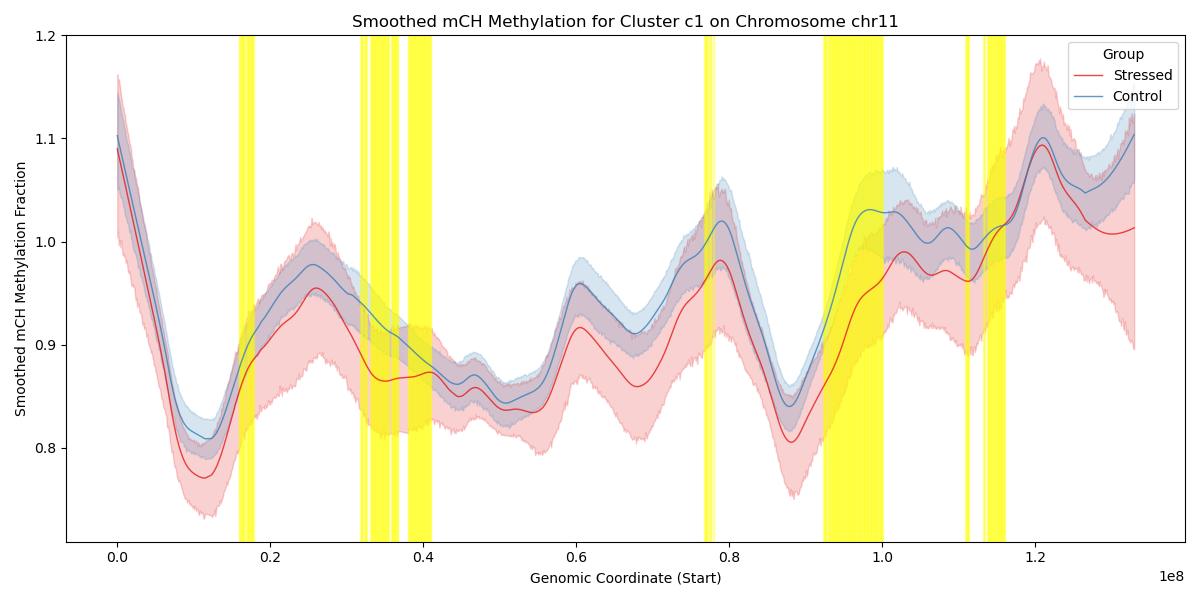 Smoothed mCH Methylation for Cluster c1 on Chromosome chr11
Smoothed mCH Methylation Fraction
1.2
1.1
1.0
0.9
0.8
Group
Stressed
Control
0.0 0.2 0.4 0.6 0.8 1.0 1.2
1e8
Genomic Coordinate (Start)